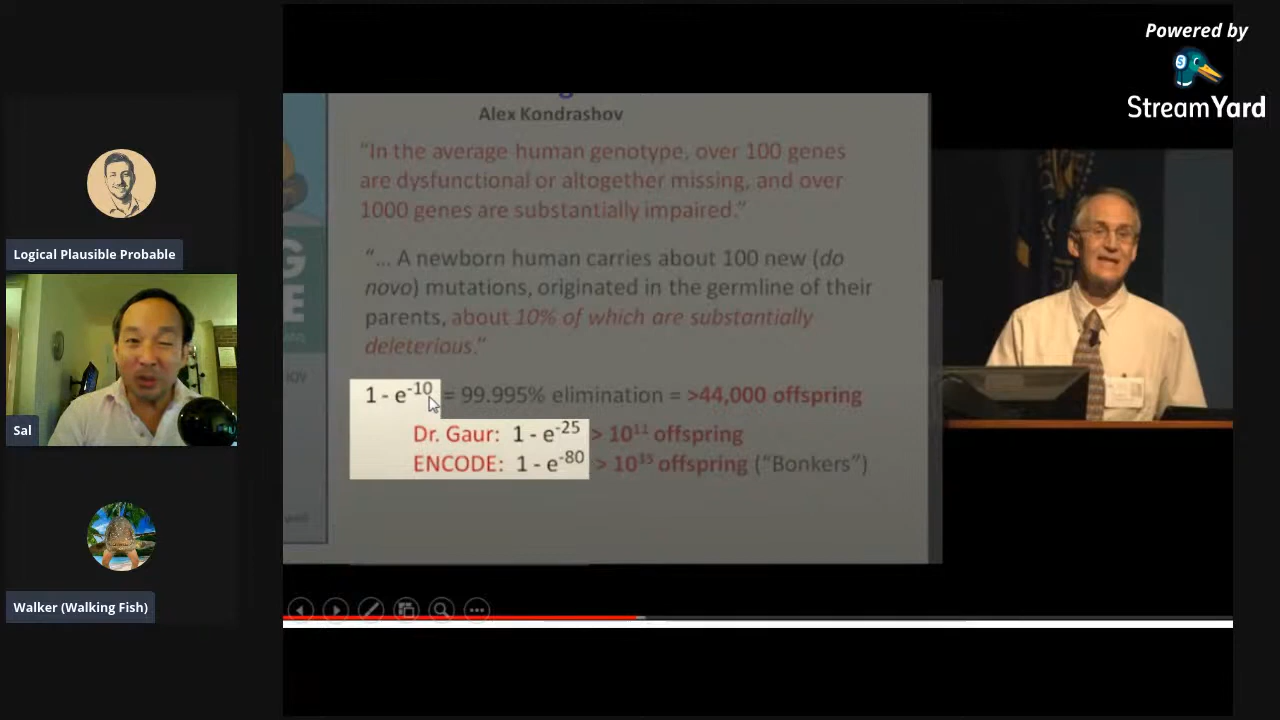 Powered by
StreamYard
Alex Kondrashov
“In the average human genotype, over 100 genes
are dysfunctional or altogether missing, and over
1000 genes are substantially impaired.”
“... A newborn human carries about 100 new (do
novo) mutations, originated in the germline of their
parents, about 10% of which are substantially
deleterious.”
1 - e⁻¹⁰ = 99.995% elimination = >44,000 offspring
Dr. Gaur: 1 - e⁻²⁵ > 10¹¹ offspring
ENCODE: 1 - e⁻⁸⁰ > 10³⁵ offspring (“Bonkers”)
Logical Plausible Probable
Sal
Walker (Walking Fish)